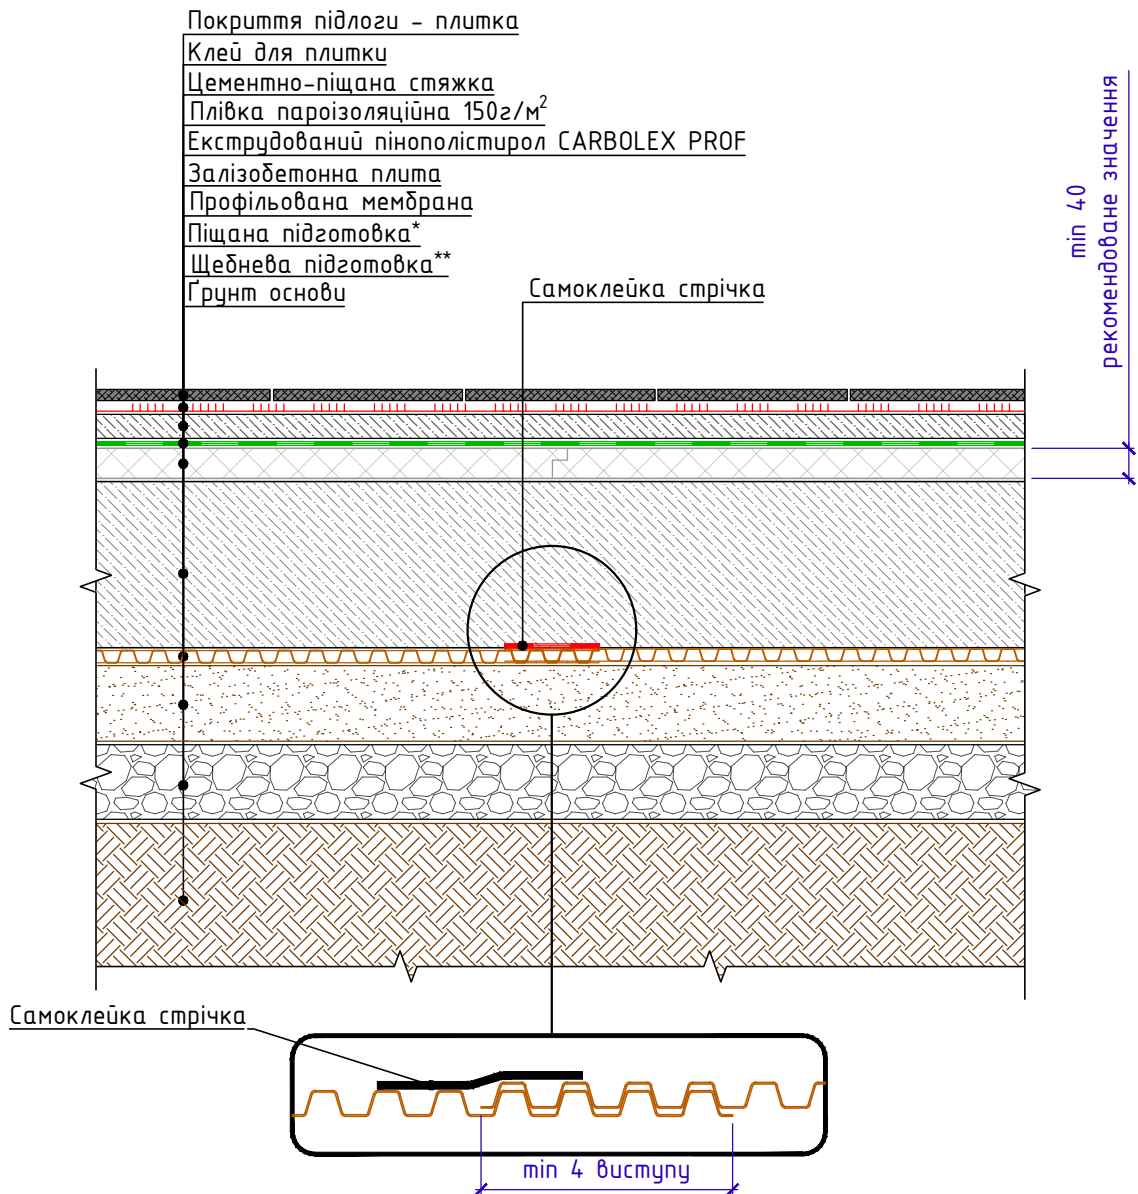 Покриття підлоги - плитка
Клей для плитки
Цементно-піщана стяжка
Плівка пароізоляційна 150г/м²
Екструдований пінополістирол CARBOLEX PROF
Залізобетонна плита
Профільована мембрана
Піщана підготовка*
Щебнева підготовка**
Ґрунт основи
Самоклейка стрічка
min 40
рекомендоване значення
Самоклейка стрічка
min 4 виступу